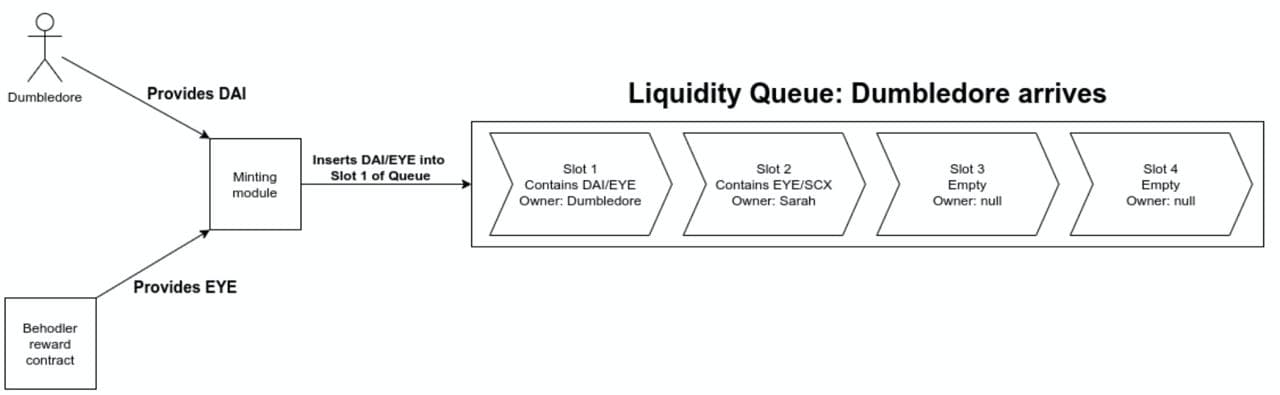 Dumbledore
Provides DAI
Liquidity Queue: Dumbledore arrives
Minting
module
Inserts DAI/EYE into
Slot 1 of Queue
Slot 1
Contains DAI/EYE
Owner: Dumbledore
Slot 2
Contains EYE/SCX
Owner: Sarah
Slot 3
Empty
Owner: null
Slot 4
Empty
Owner: null
Provides EYE
Behodler
reward
contract